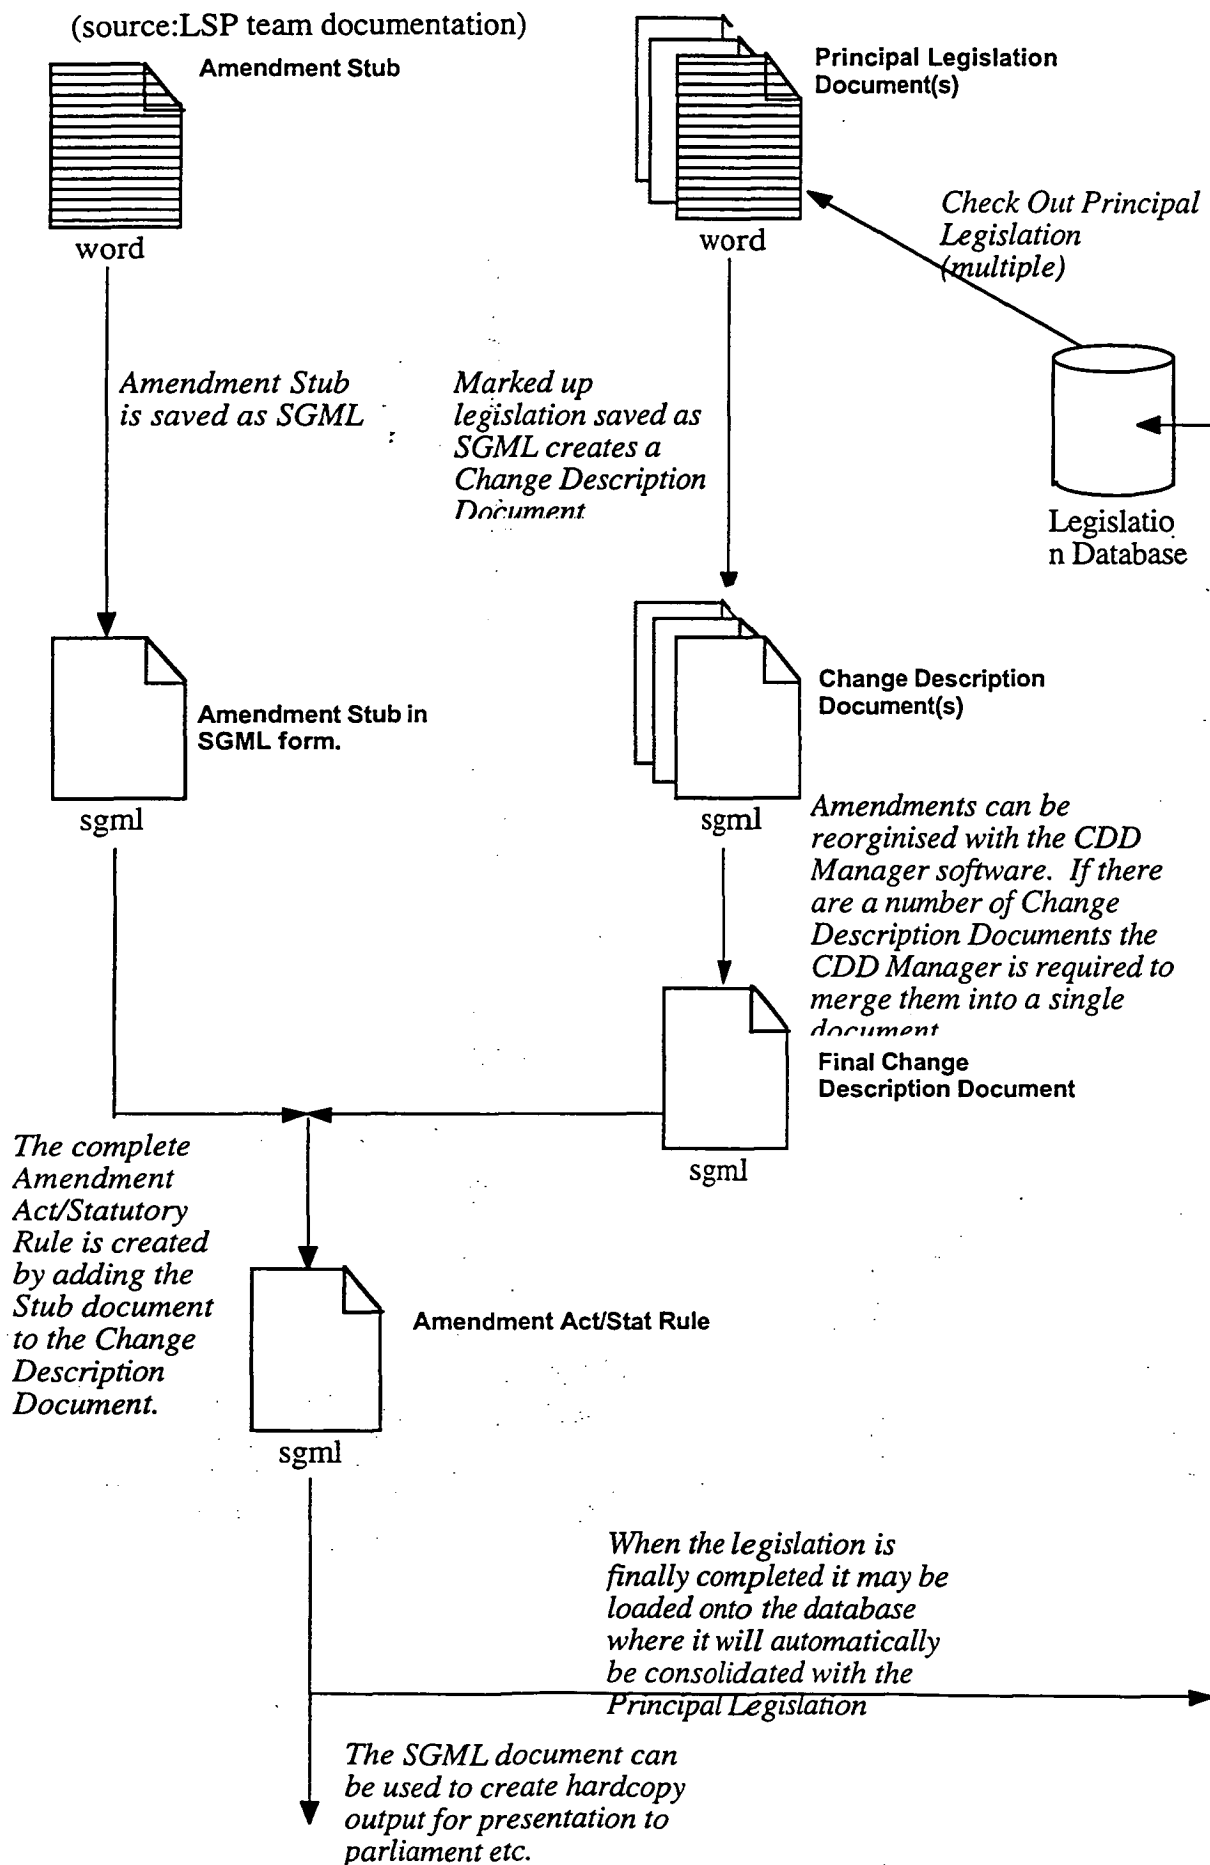 (source:LSP team documentation)
Amendment Stub
word
Principal Legislation
Document(s)
word
Check Out Principal
Legislation
(multiple)
Legislatio
n Database
Amendment Stub
is saved as SGML
Marked up
legislation saved as
SGML creates a
Change Description
Document
Amendment Stub in
SGML form.
sgml
Change Description
Document(s)
sgml
Amendments can be
reorginised with the CDD
Manager software. If there
are a number of Change
Description Documents the
CDD Manager is required to
merge them into a single
document
Final Change
Description Document
sgml
The complete
Amendment
Act/Statutory
Rule is created
by adding the
Stub document
to the Change
Description
Document.
Amendment Act/Stat Rule
sgml
When the legislation is
finally completed it may be
loaded onto the database
where it will automatically
be consolidated with the
Principal Legislation
The SGML document can
be used to create hardcopy
output for presentation to
parliament etc.